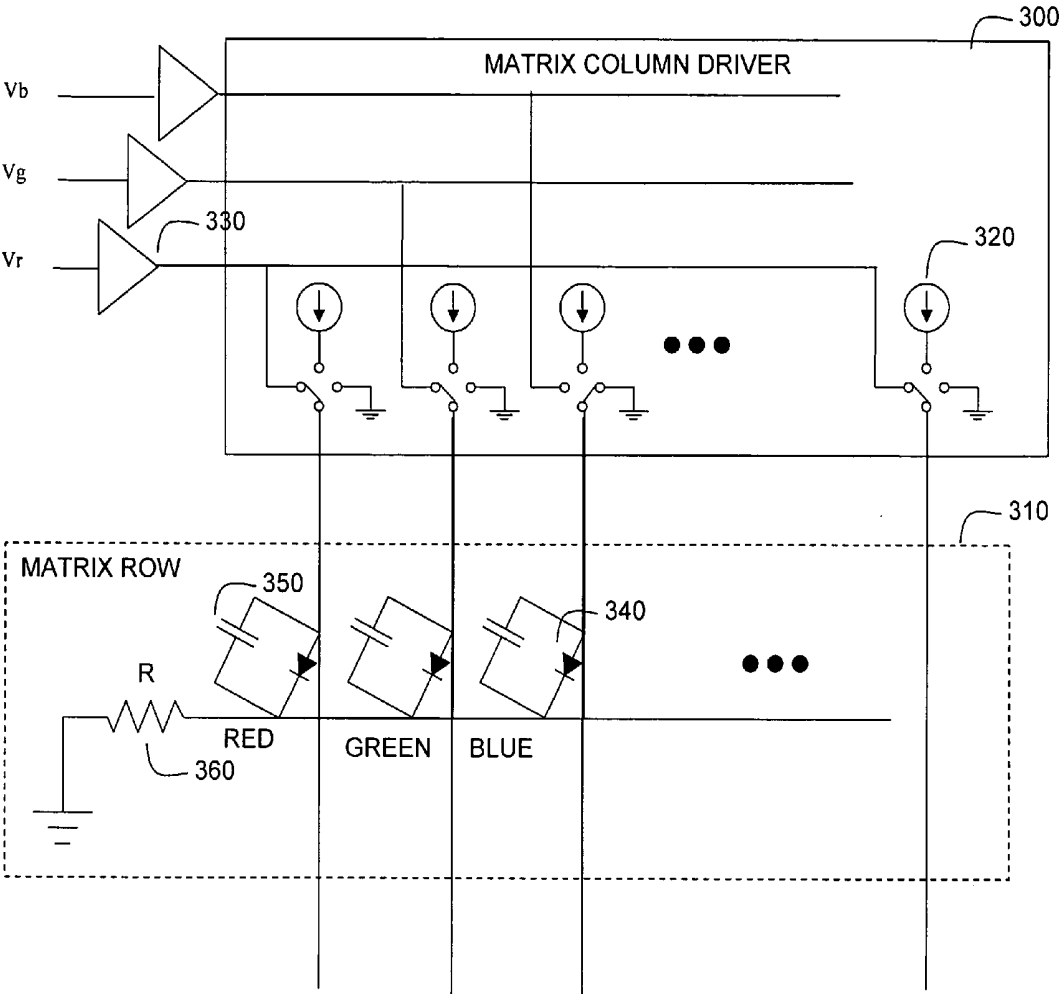 300
MATRIX COLUMN DRIVER
Vb
Vg
330
Vr
320
310
MATRIX ROW
350
340
R
RED
GREEN
BLUE
360